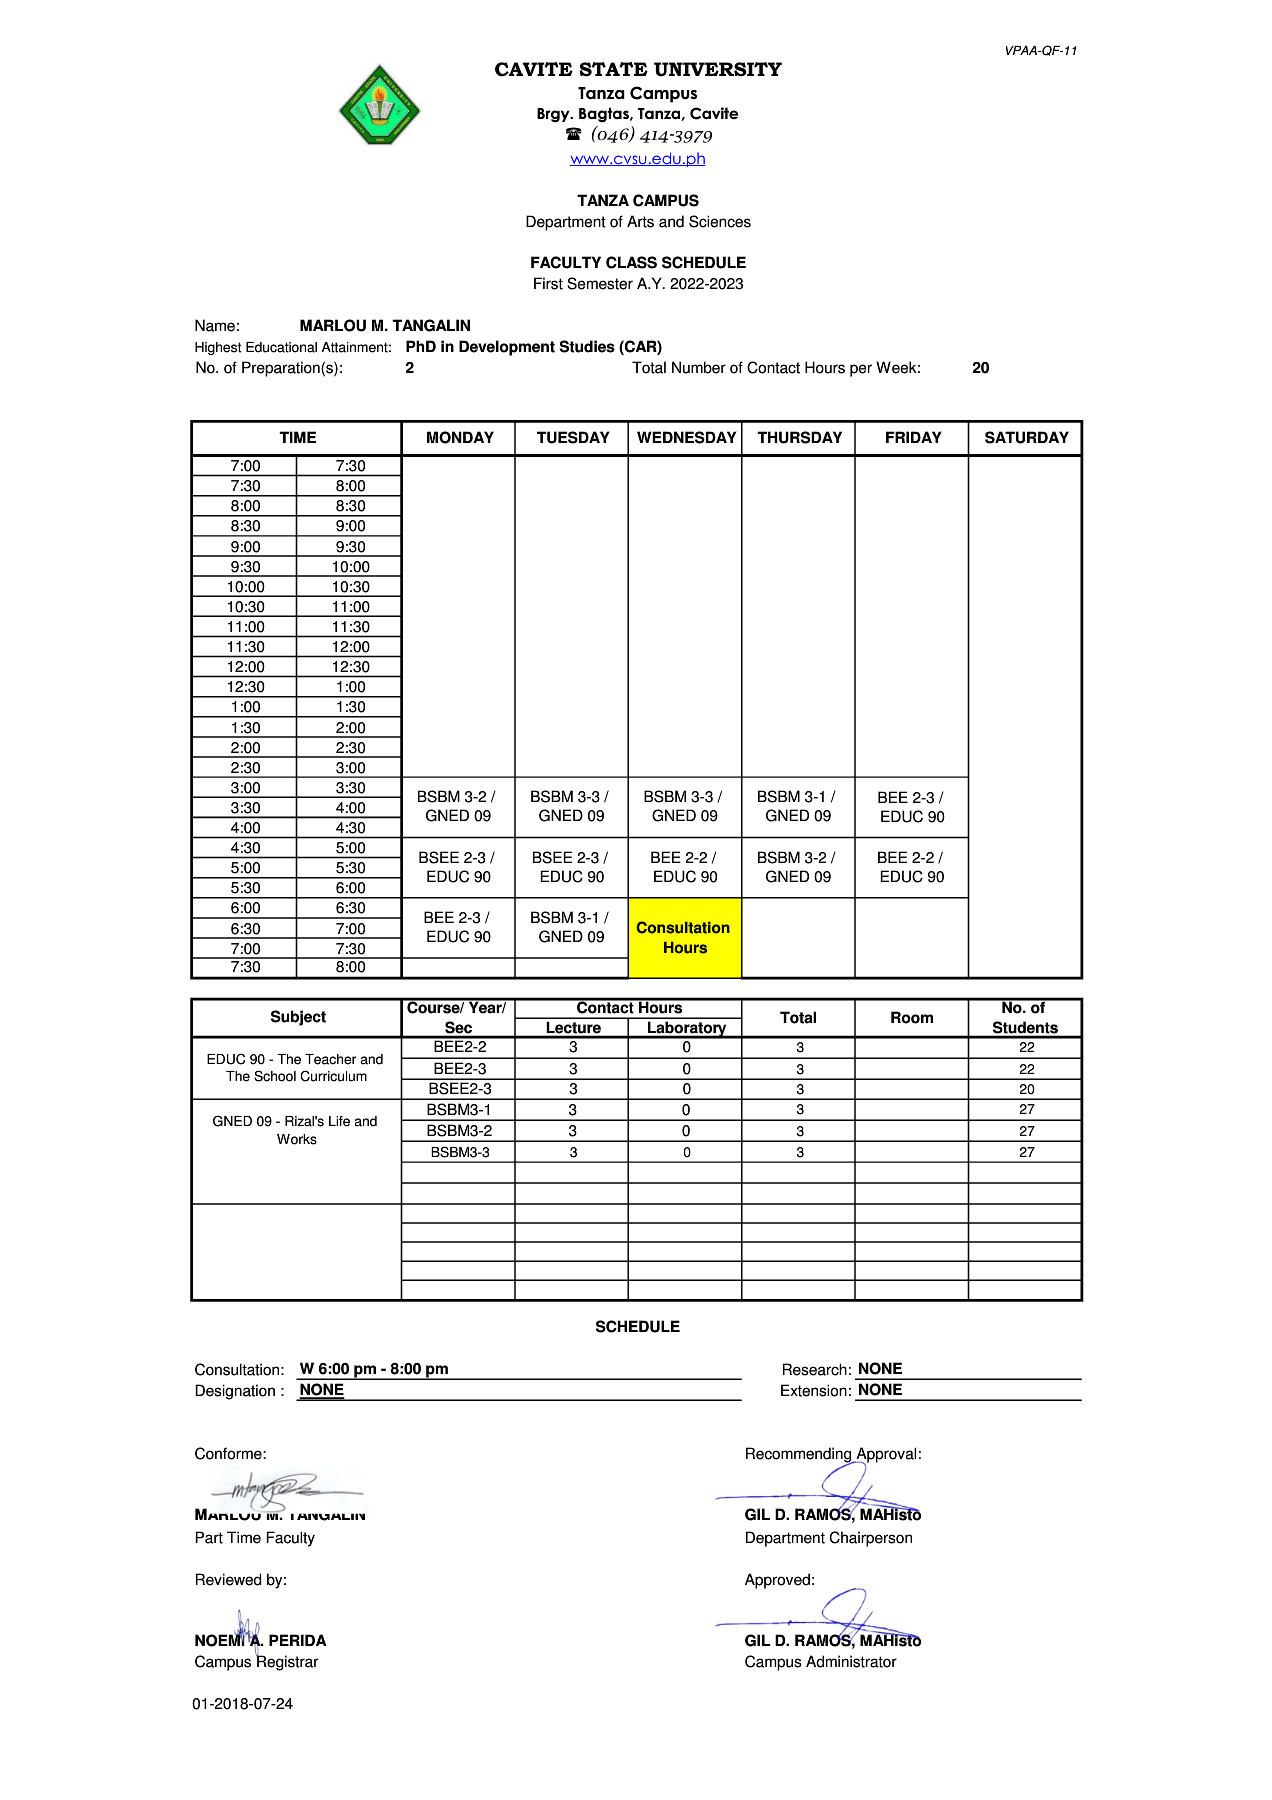 VPAA-QF-11
CAVITE STATE UNIVERSITY
Tanza Campus
Brgy. Bagtas, Tanza, Cavite
☎ (046) 414-3979
www.cvsu.edu.ph
TANZA CAMPUS
Department of Arts and Sciences
FACULTY CLASS SCHEDULE
First Semester A.Y. 2022-2023
Name: MARLOU M. TANGALIN
Highest Educational Attainment: PhD in Development Studies (CAR)
No. of Preparation(s): 2 Total Number of Contact Hours per Week: 20
TIME MONDAY TUESDAY WEDNESDAY THURSDAY FRIDAY SATURDAY
7:00 7:30
7:30 8:00
8:00 8:30
8:30 9:00
9:00 9:30
9:30 10:00
10:00 10:30
10:30 11:00
11:00 11:30
11:30 12:00
12:00 12:30
12:30 1:00
1:00 1:30
1:30 2:00
2:00 2:30
2:30 3:00
3:00 3:30
3:30 4:00
4:00 4:30
BSBM 3-2 / BSBM 3-3 / BSBM 3-3 / BSBM 3-1 / BEE 2-3 /
GNED 09 GNED 09 GNED 09 GNED 09 EDUC 90
4:30 5:00
5:00 5:30
5:30 6:00
BSEE 2-3 / BSEE 2-3 / BEE 2-2 / BSBM 3-2 / BEE 2-2 /
EDUC 90 EDUC 90 EDUC 90 GNED 09 EDUC 90
6:00 6:30
6:30 7:00
7:00 7:30
7:30 8:00
BEE 2-3 / BSBM 3-1 / Consultation
EDUC 90 GNED 09 Hours
Subject Course/ Year/ Contact Hours Total Room No. of
Sec Lecture Laboratory Students
EDUC 90 - The Teacher and
The School Curriculum
BEE2-2 3 0 3 22
BEE2-3 3 0 3 22
BSEE2-3 3 0 3 20
GNED 09 - Rizal's Life and
Works
BSBM3-1 3 0 3 27
BSBM3-2 3 0 3 27
BSBM3-3 3 0 3 27
SCHEDULE
Consultation: W 6:00 pm - 8:00 pm Research: NONE
Designation : NONE Extension: NONE
Conforme: Recommending Approval:
MARLOU M. TANGALIN GIL D. RAMOS, MAHisto
Part Time Faculty Department Chairperson
Reviewed by: Approved:
NOEMI A. PERIDA GIL D. RAMOS, MAHisto
Campus Registrar Campus Administrator
01-2018-07-24